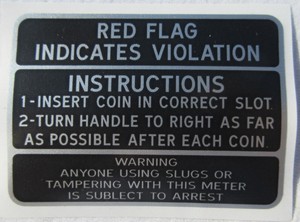 RED FLAG
INDICATES VIOLATION
INSTRUCTIONS
1-INSERT COIN IN CORRECT SLOT
2-TURN HANDLE TO RIGHT AS FAR
AS POSSIBLE AFTER EACH COIN.
WARNING
ANYONE USING SLUGS OR
TAMPERING WITH THIS METER
IS SUBLECT TO ARREST